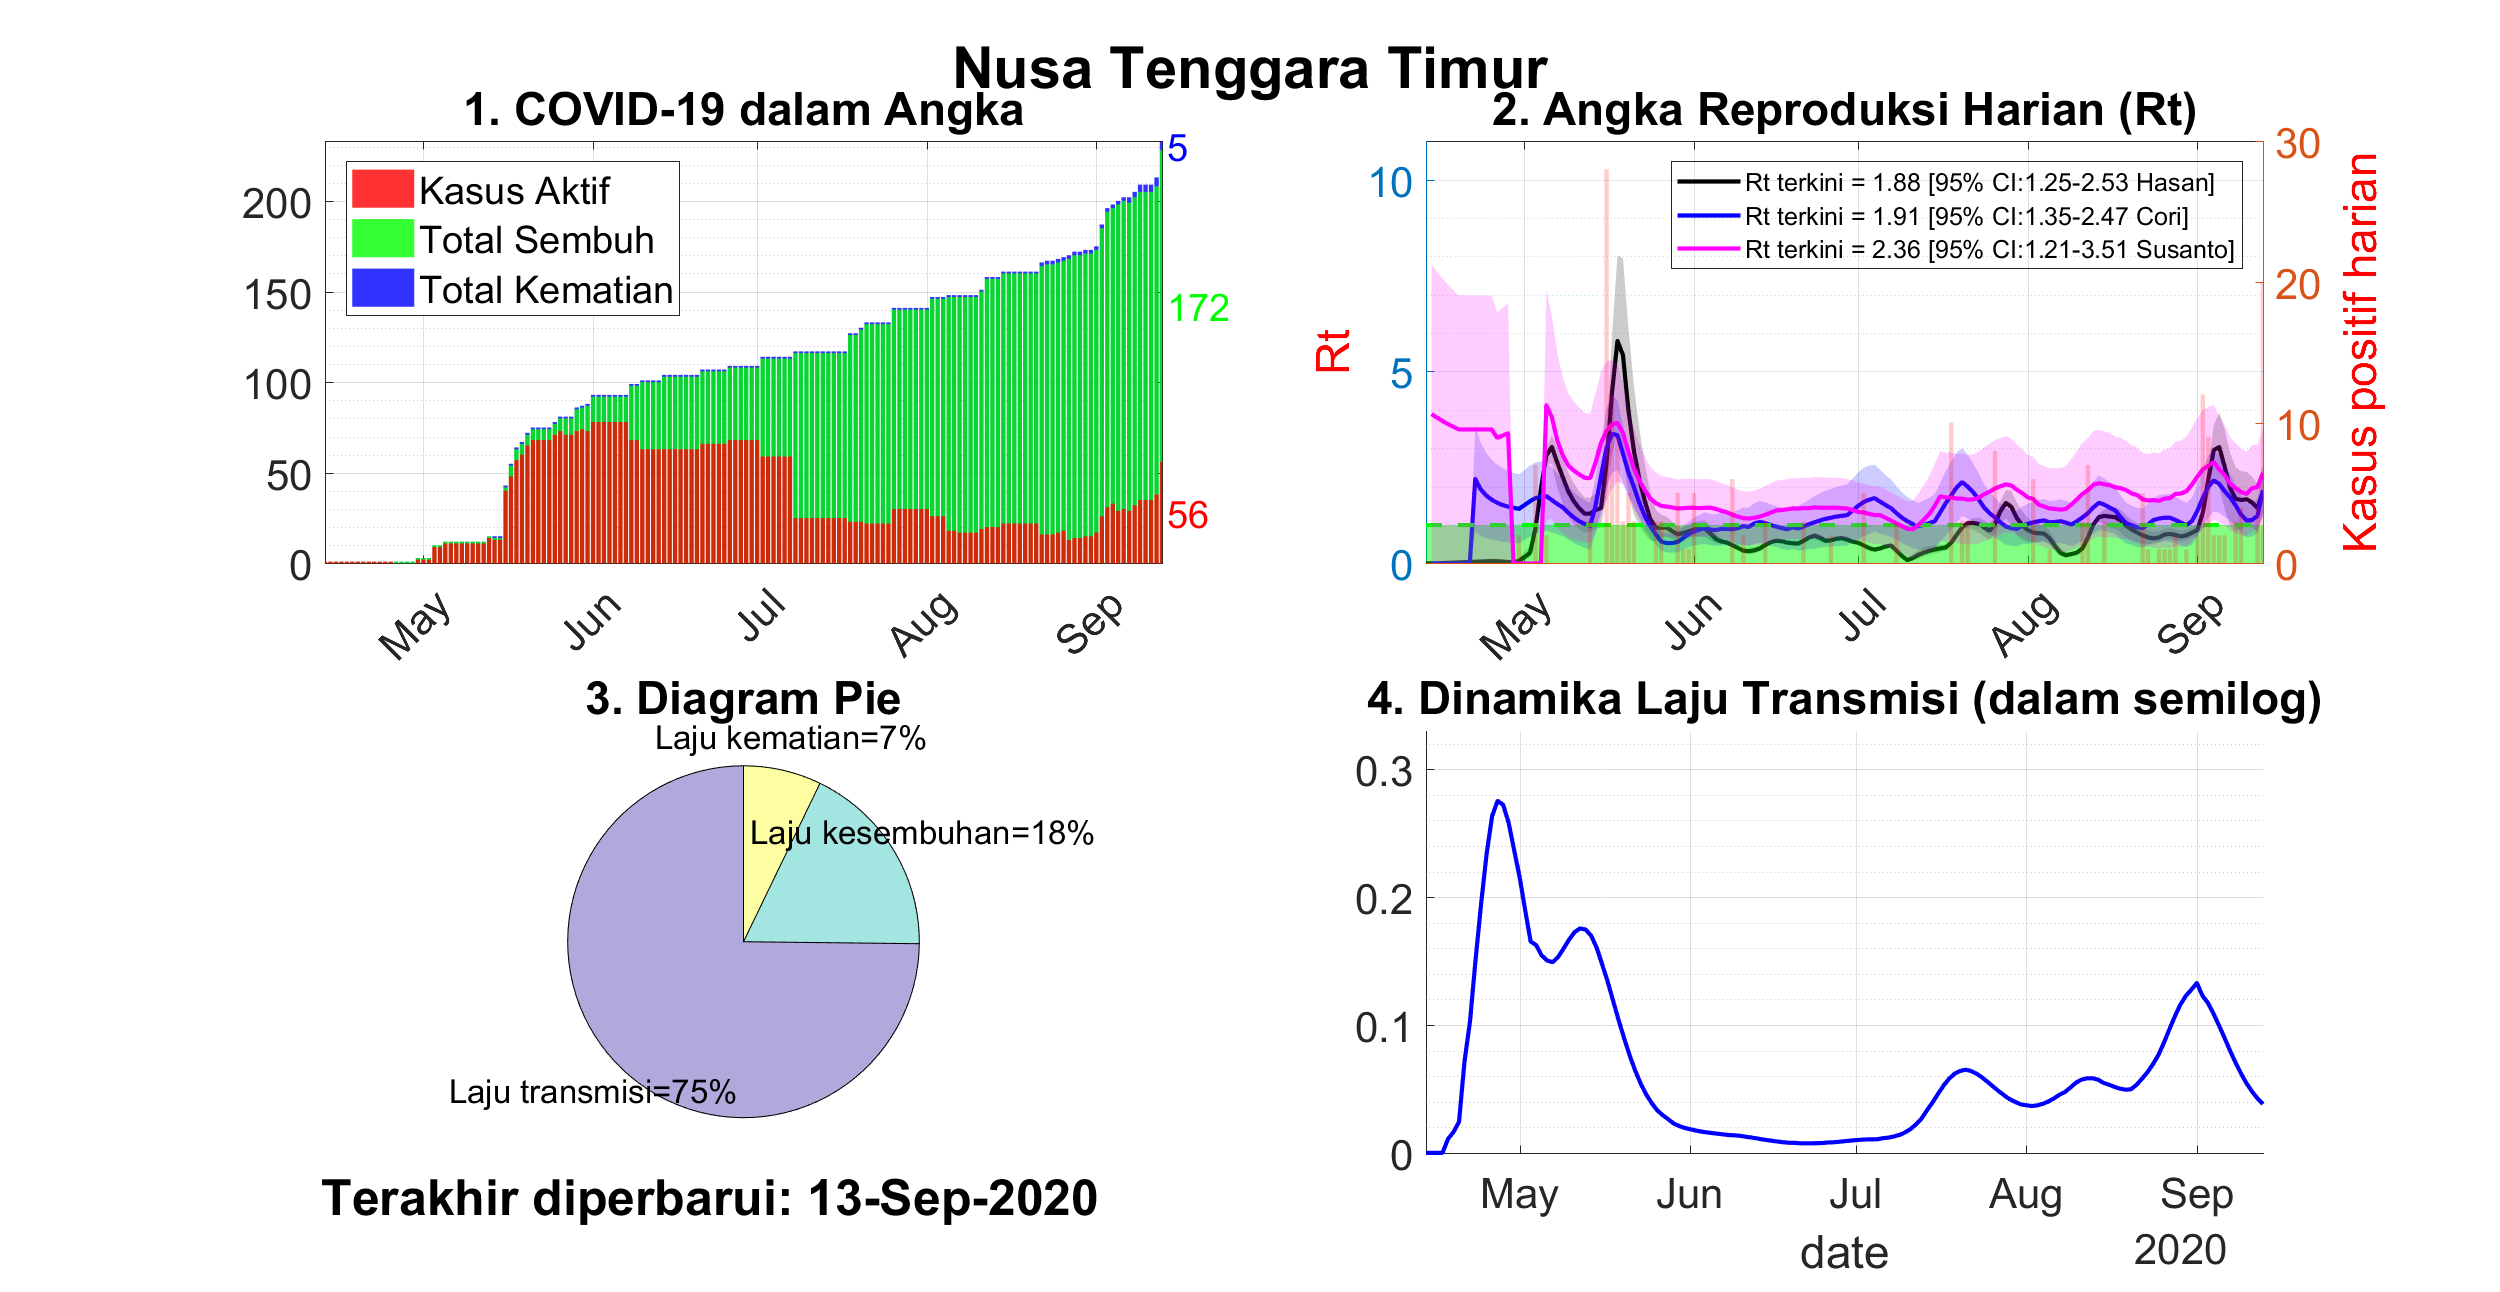 Nusa Tenggara Timur
1. COVID-19 dalam Angka
Kasus Aktif
Total Sembuh
Total Kematian
200
150
100
50
0
5
172
56
May
Jun
Jul
Aug
Sep
2. Angka Reproduksi Harian (Rt)
Rt terkini = 1.88 [95% CI:1.25-2.53 Hasan]
Rt terkini = 1.91 [95% CI:1.35-2.47 Cori]
Rt terkini = 2.36 [95% CI:1.21-3.51 Susanto]
Rt
10
5
0
30
20
10
0
Kasus positif harian
May
Jun
Jul
Aug
Sep
3. Diagram Pie
Laju kematian=7%
Laju kesembuhan=18%
Laju transmisi=75%
Terakhir diperbarui: 13-Sep-2020
4. Dinamika Laju Transmisi (dalam semilog)
0.3
0.2
0.1
0
May
Jun
Jul
Aug
Sep
date
2020